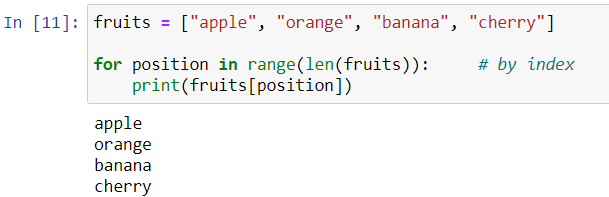 In [11]: fruits = ["apple", "orange", "banana", "cherry"]
for position in range(len(fruits)):     # by index
    print(fruits[position])
apple
orange
banana
cherry